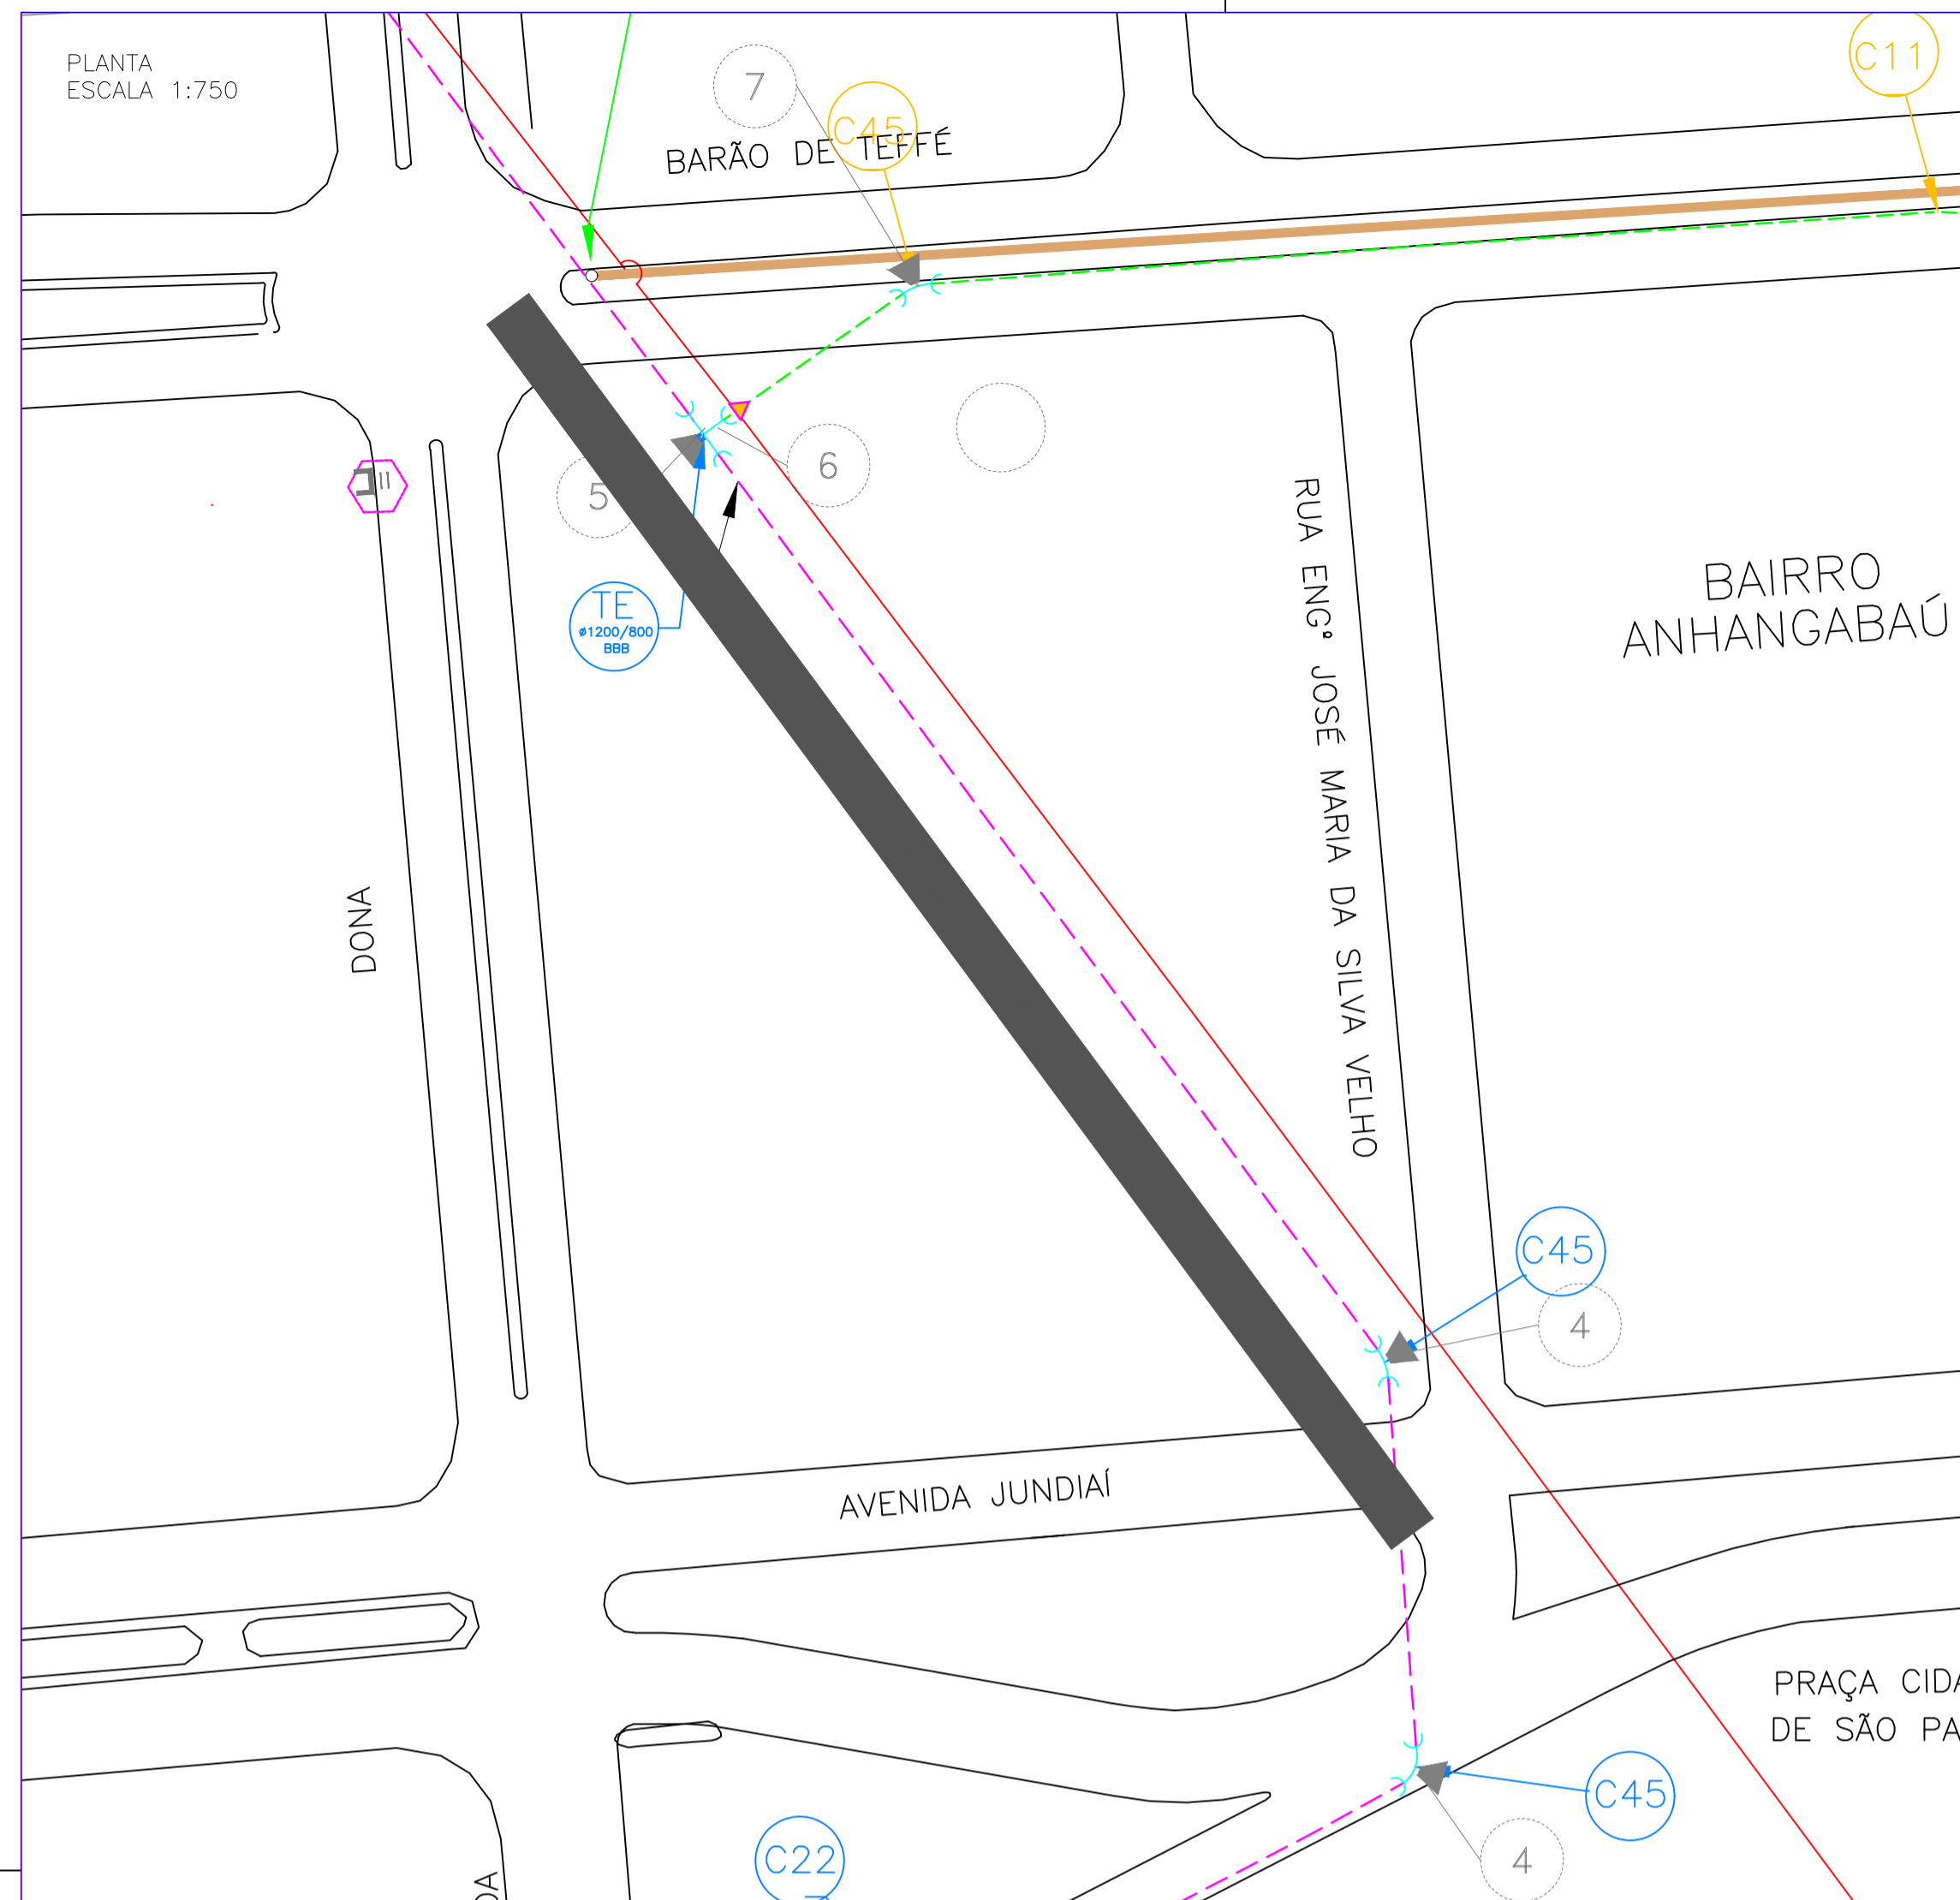 PLANTA
ESCALA 1:750
7
C45
C11
BARÃO DE TEFFÉ
5
6
TE
ø1200/800
BBB
RUA ENGº JOSÉ MARIA DA SILVA VELHO
BAIRRO
ANHANGABAÚ
DONA
C45
4
AVENIDA JUNDIAÍ
PRAÇA CIDA
DE SÃO PA
C45
C22
4